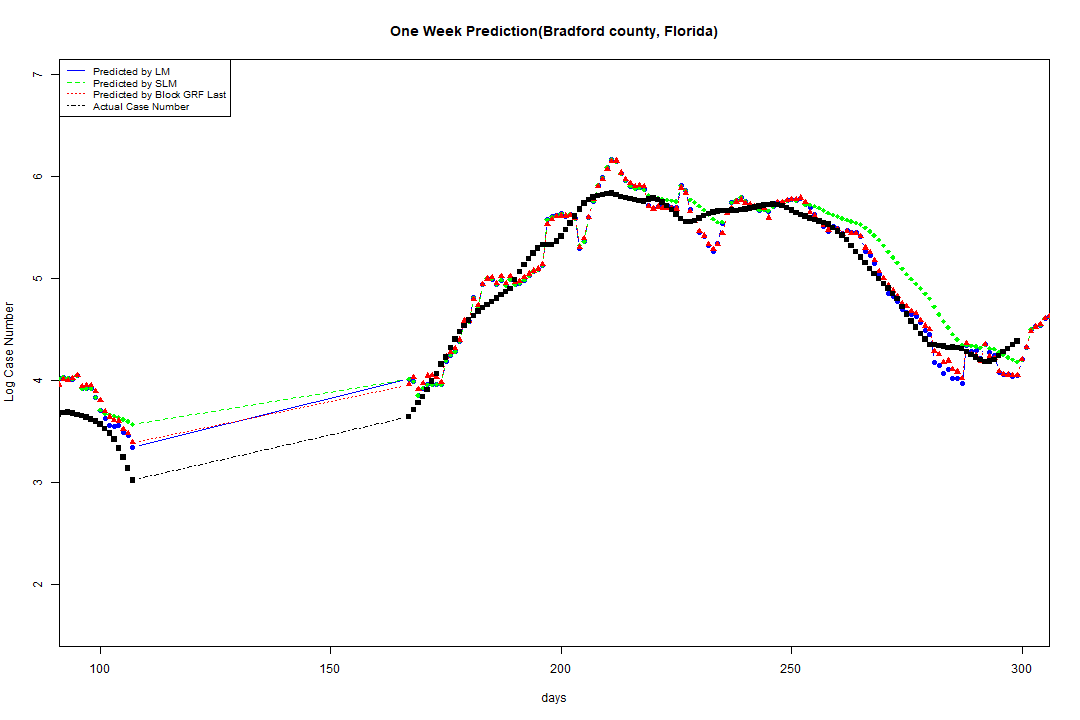 One Week Prediction(Bradford county, Florida)
Predicted by LM
Predicted by SLM
Predicted by Block GRF Last
Actual Case Number
7
6
5
4
3
2
Log Case Number
100 150 200 250 300
days